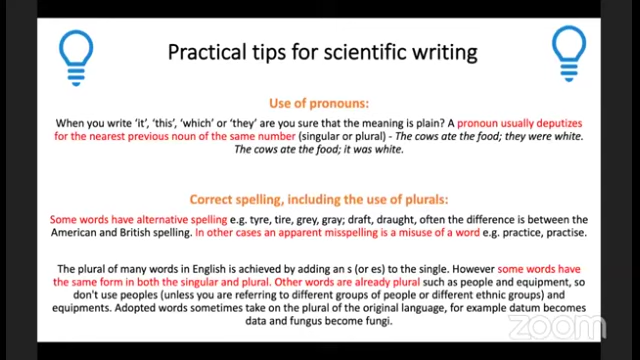 Practical tips for scientific writing
Use of pronouns:
When you write 'it', 'this', 'which' or 'they' are you sure that the meaning is plain? A pronoun usually deputizes
for the nearest previous noun of the same number (singular or plural) - The cows ate the food; they were white.
The cows ate the food; it was white.
Correct spelling, including the use of plurals:
Some words have alternative spelling e.g. tyre, tire, grey, gray; draft, draught, often the difference is between the
American and British spelling. In other cases an apparent misspelling is a misuse of a word e.g. practice, practise.
The plural of many words in English is achieved by adding an s (or es) to the single. However some words have
the same form in both the singular and plural. Other words are already plural such as people and equipment, so
don't use peoples (unless you are referring to different groups of people or different ethnic groups) and
equipments. Adopted words sometimes take on the plural of the original language, for example datum becomes
data and fungus become fungi.
zoom